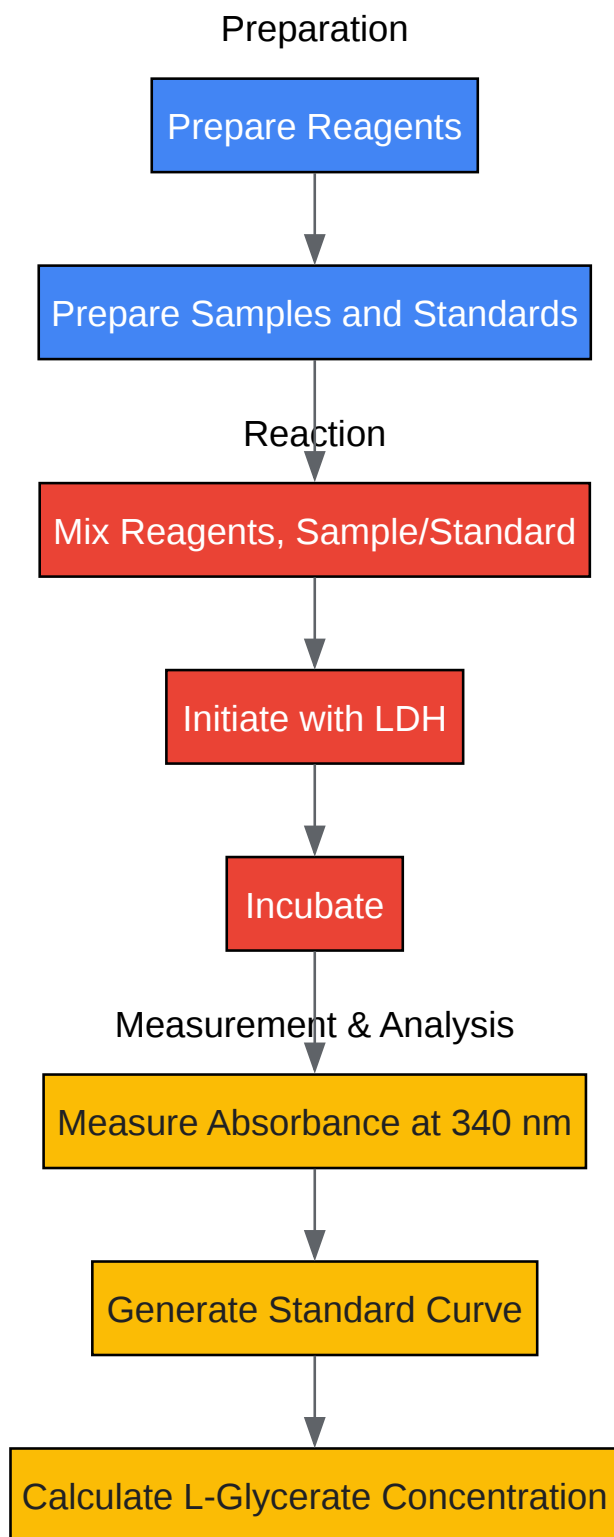 Preparation
Prepare Reagents
Prepare Samples and Standards
Reaction
Mix Reagents, Sample/Standard
Initiate with LDH
Incubate
Measurement & Analysis
Measure Absorbance at 340 nm
Generate Standard Curve
Calculate L-Glycerate Concentration